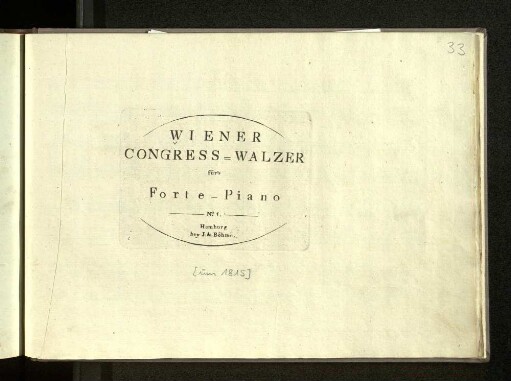 33
WIENER
CONGRESS=WALZER
fürs
Forte=Piano
No. 1.
Hamburg
bey J. A. Böhme.
[um 1815]